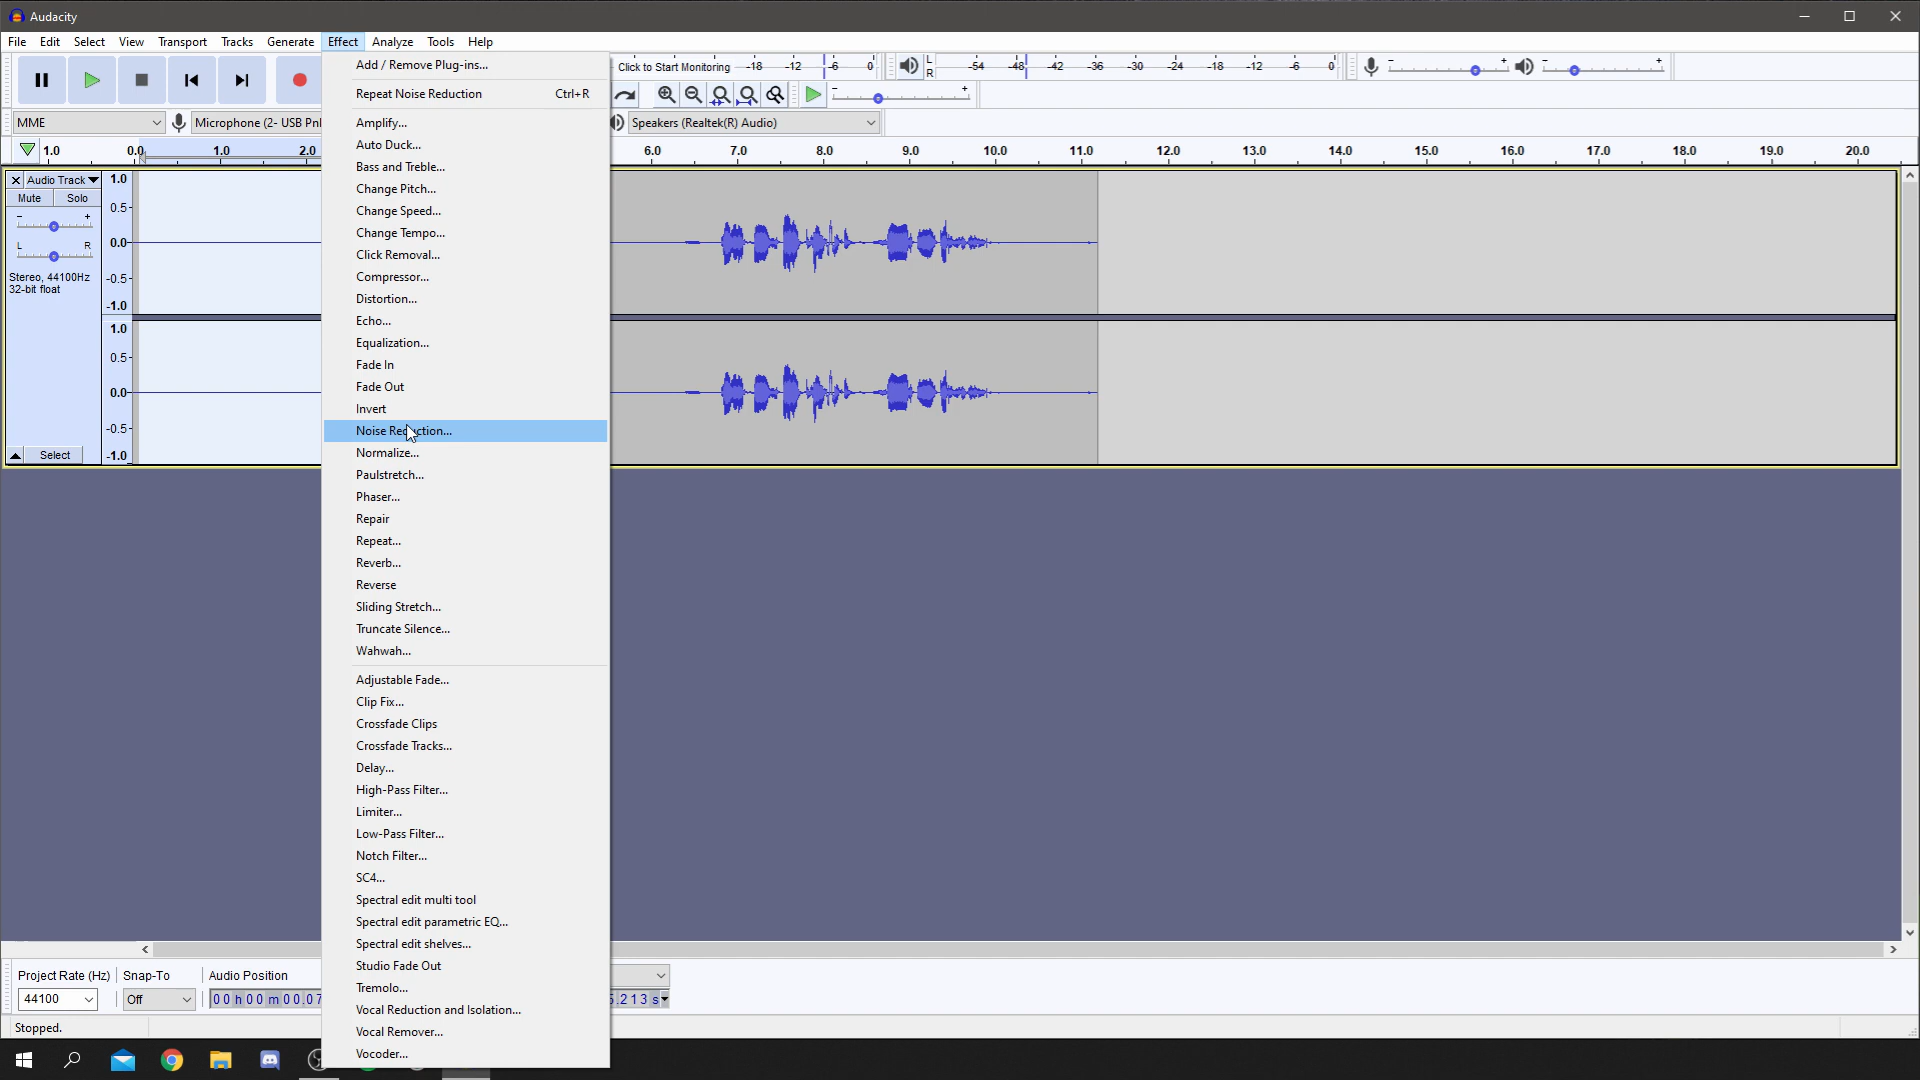 Audacity
File Edit Select View Transport Tracks Generate Effect Analyze Tools Help
Add / Remove Plug-ins...
Repeat Noise Reduction Ctrl+R
Amplify...
Auto Duck...
Bass and Treble...
Change Pitch...
Change Speed...
Change Tempo...
Click Removal...
Compressor...
Distortion...
Echo...
Equalization...
Fade In
Fade Out
Invert
Noise Reduction...
Normalize...
Paulstretch...
Phaser...
Repair
Repeat...
Reverb...
Reverse
Sliding Stretch...
Truncate Silence...
Wahwah...
Adjustable Fade...
Clip Fix...
Crossfade Clips
Crossfade Tracks...
Delay...
High-Pass Filter...
Limiter...
Low-Pass Filter...
Notch Filter...
SC4...
Spectral edit multi tool
Spectral edit parametric EQ...
Spectral edit shelves...
Studio Fade Out
Tremolo...
Vocal Reduction and Isolation...
Vocal Remover...
Vocoder...
Click to Start Monitoring -18 -12 -6 0
L
R
-54 -48 -42 -36 -30 -24 -18 -12 -6 0
- +
- +
- +
MME
Microphone (2- USB Pn
Speakers (Realtek(R) Audio)
1.0 0.0 1.0 2.0 6.0 7.0 8.0 9.0 10.0 11.0 12.0 13.0 14.0 15.0 16.0 17.0 18.0 19.0 20.0
Audio Track
Mute Solo
- +
L R
Stereo, 44100Hz
32-bit float
Select
1.0
0.5-
0.0-
-0.5-
-1.0
1.0
0.5-
0.0-
-0.5-
-1.0
Project Rate (Hz) Snap-To Audio Position
44100 Off 00 h 00 m 00.07 5.213 s
Stopped.